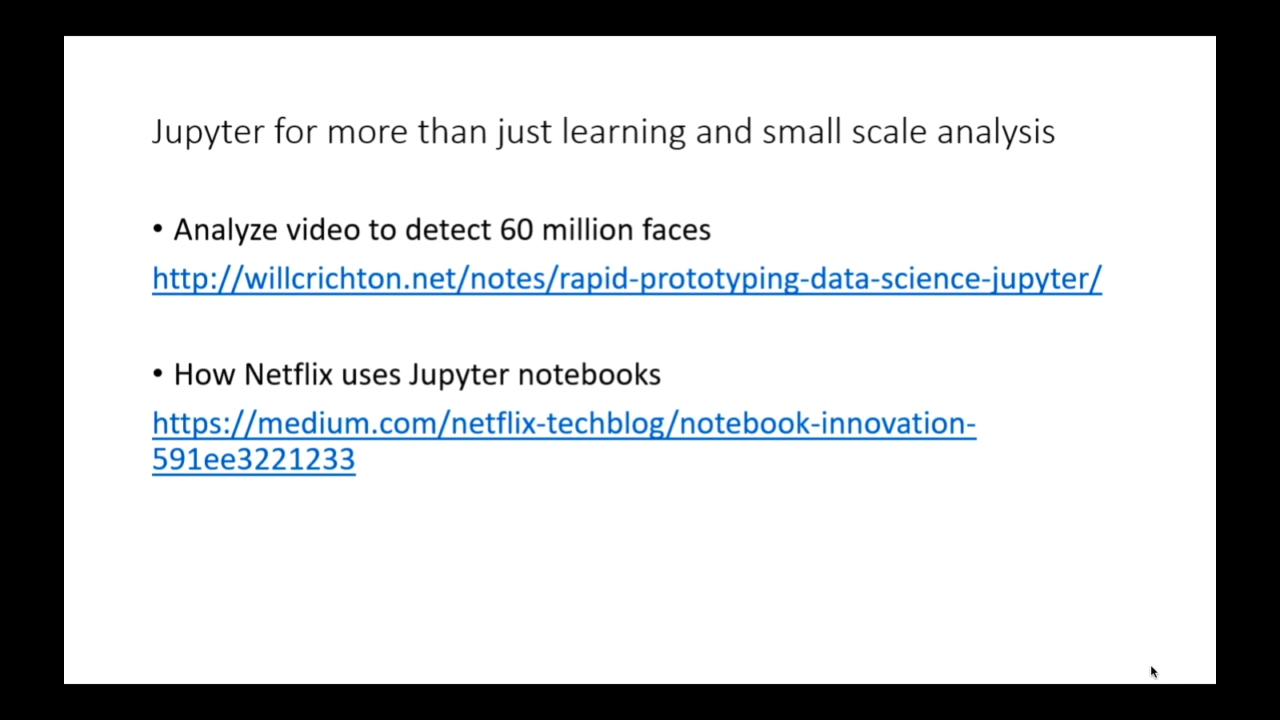 Jupyter for more than just learning and small scale analysis
• Analyze video to detect 60 million faces
http://willcrichton.net/notes/rapid-prototyping-data-science-jupyter/
• How Netflix uses Jupyter notebooks
https://medium.com/netflix-techblog/notebook-innovation-
591ee3221233